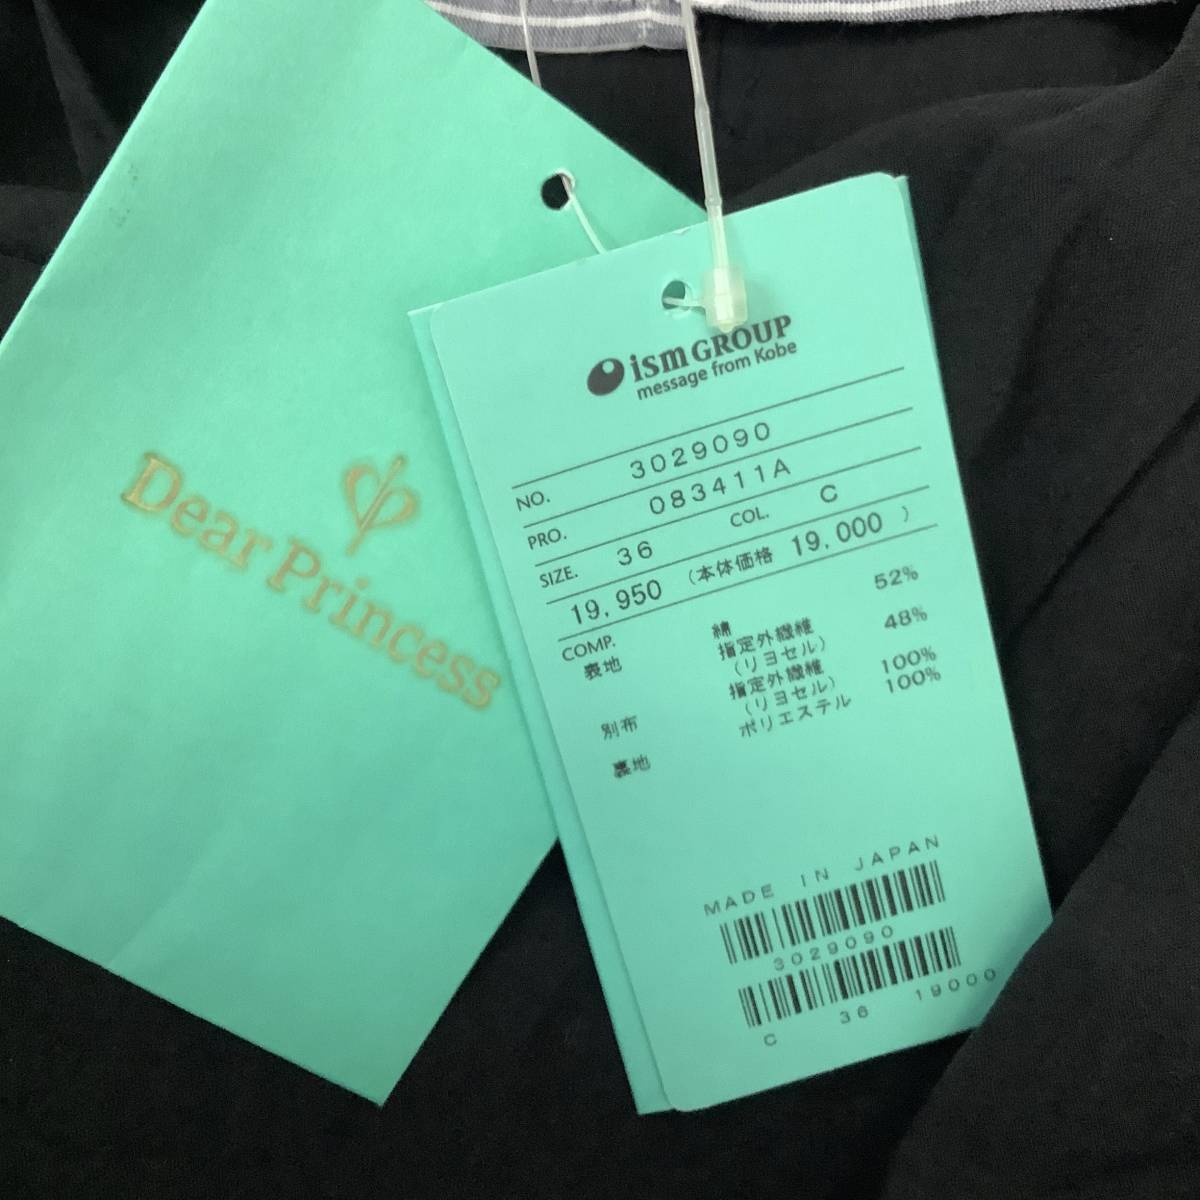 Dear Princess
ism GROUP
message from Kobe
NO. 3029090
PRO. 083411A
SIZE. 36 COL. C
19,950 (本体価格 19,000 )
COMP.
表地 綿 52%
指定外繊維 48%
(リヨセル)
別布 指定外繊維 100%
(リヨセル)
裏地 ポリエステル 100%
MADE IN JAPAN
3029090
C 36 19000